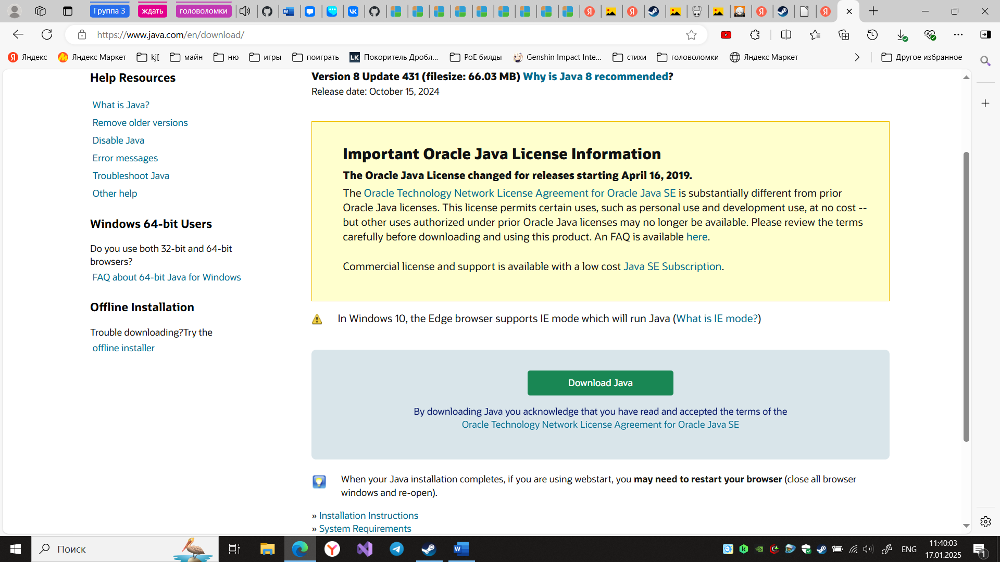 Группа 3
ждать
головоломки
https://www.java.com/en/download/
Яндекс
Яндекс Маркет
kj[
майн
ню
игры
поиграть
LK
Покоритель Дробл...
PoE билды
Genshin Impact Inte...
стихи
головоломки
Яндекс Маркет
Другое избранное
Help Resources
What is Java?
Remove older versions
Disable Java
Error messages
Troubleshoot Java
Other help
Windows 64-bit Users
Do you use both 32-bit and 64-bit
browsers?
FAQ about 64-bit Java for Windows
Offline Installation
Trouble downloading?Try the
offline installer
Version 8 Update 431 (filesize: 66.03 MB) Why is Java 8 recommended?
Release date: October 15, 2024
Important Oracle Java License Information
The Oracle Java License changed for releases starting April 16, 2019.
The Oracle Technology Network License Agreement for Oracle Java SE is substantially different from prior
Oracle Java licenses. This license permits certain uses, such as personal use and development use, at no cost --
but other uses authorized under prior Oracle Java licenses may no longer be available. Please review the terms
carefully before downloading and using this product. An FAQ is available here.
Commercial license and support is available with a low cost Java SE Subscription.
In Windows 10, the Edge browser supports IE mode which will run Java (What is IE mode?)
Download Java
By downloading Java you acknowledge that you have read and accepted the terms of the
Oracle Technology Network License Agreement for Oracle Java SE
When your Java installation completes, if you are using webstart, you may need to restart your browser (close all browser
windows and re-open).
» Installation Instructions
» System Requirements
Поиск
ENG
11:40:03
17.01.2025
1